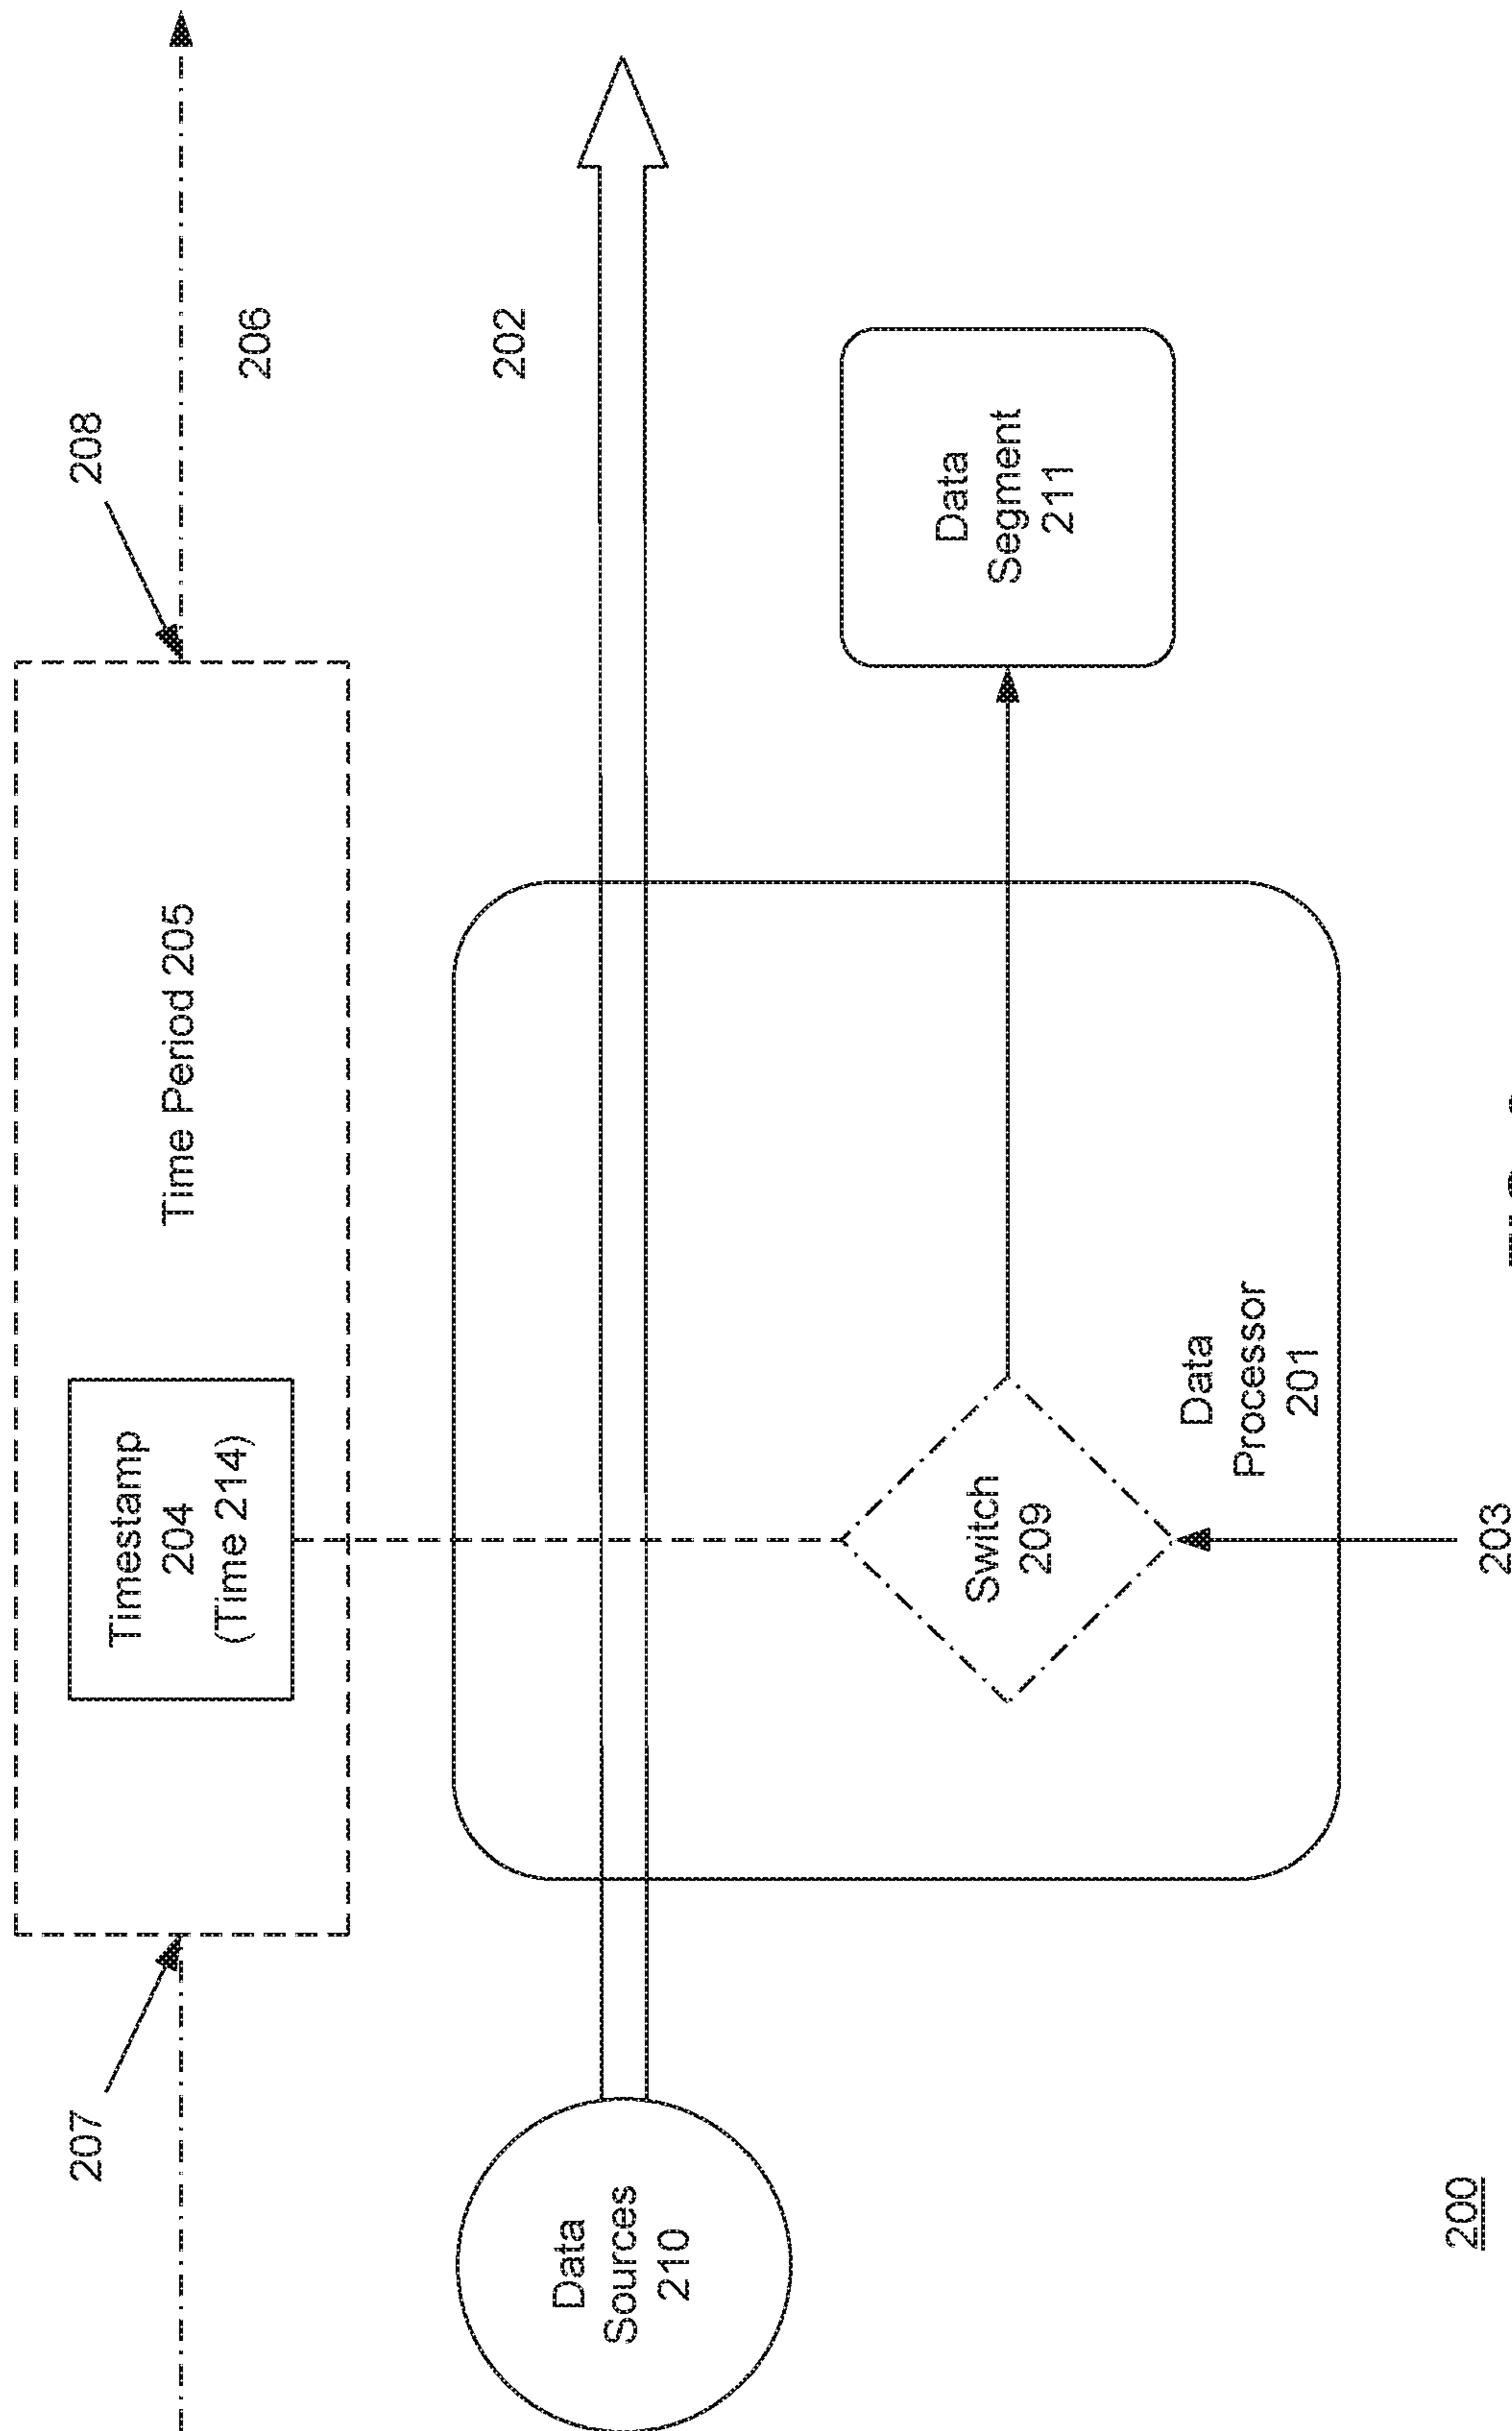 207
208
Timestamp
204
(Time 214)
Time Period 205
206
202
Data
Sources
210
Switch
209
Data
Processor
201
Data
Segment
211
203
200